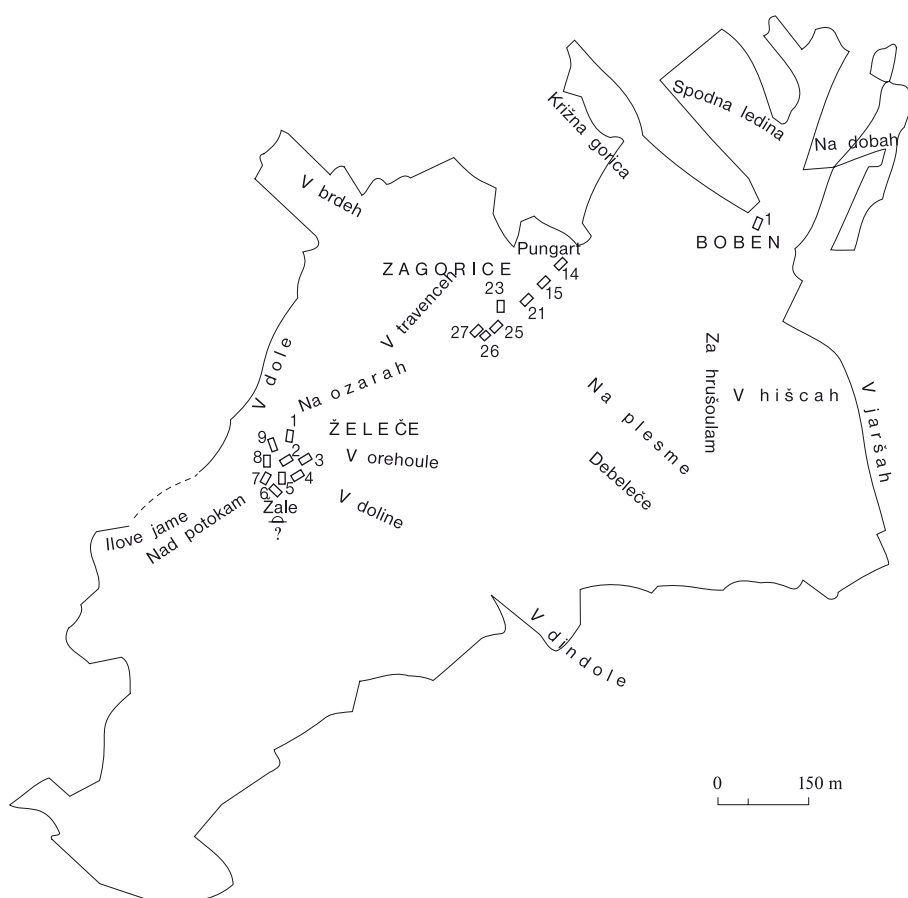 Križna gorica
Spodna ledina
Na dobah
V brdeh
1
BOBEN
Pungart
14
ZAGORICE
15
23
21
V travenceh
27
25
26
V dole
Na ozarah
Za hrušoulam
V hišcah
V jaršah
Na plesme
Debeleče
1
ŽELEČE
9
2
3
8
V orehoule
7
4
5
6
V doline
Žale
?
Ilove jame
Nad potokam
V dindole
0 150 m